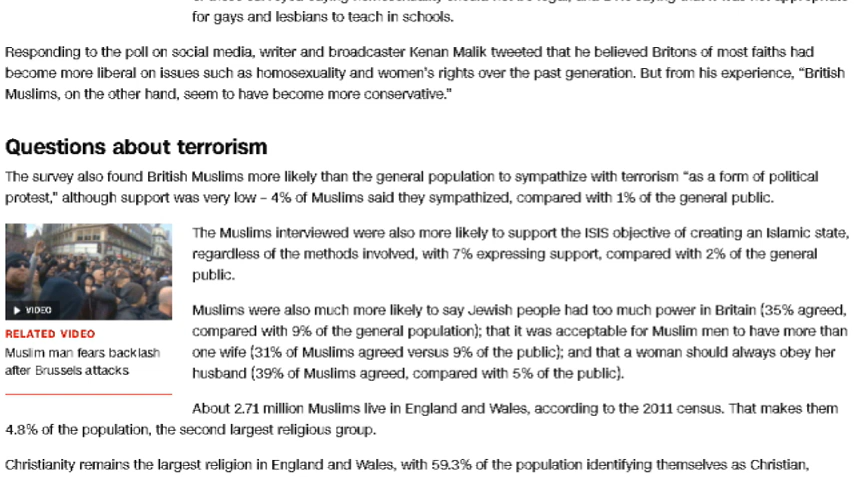 for gays and lesbians to teach in schools.
Responding to the poll on social media, writer and broadcaster Kenan Malik tweeted that he believed Britons of most faiths had
become more liberal on issues such as homosexuality and women's rights over the past generation. But from his experience, “British
Muslims, on the other hand, seem to have become more conservative.”
Questions about terrorism
The survey also found British Muslims more likely than the general population to sympathize with terrorism “as a form of political
protest,” although support was very low – 4% of Muslims said they sympathized, compared with 1% of the general public.
The Muslims interviewed were also more likely to support the ISIS objective of creating an Islamic state,
regardless of the methods involved, with 7% expressing support, compared with 2% of the general
public.
VIDEO
RELATED VIDEO
Muslim man fears backlash
after Brussels attacks
Muslims were also much more likely to say Jewish people had too much power in Britain (35% agreed,
compared with 9% of the general population); that it was acceptable for Muslim men to have more than
one wife (31% of Muslims agreed versus 9% of the public); and that a woman should always obey her
husband (39% of Muslims agreed, compared with 5% of the public).
About 2.71 million Muslims live in England and Wales, according to the 2011 census. That makes them
4.8% of the population, the second largest religious group.
Christianity remains the largest religion in England and Wales, with 59.3% of the population identifying themselves as Christian,